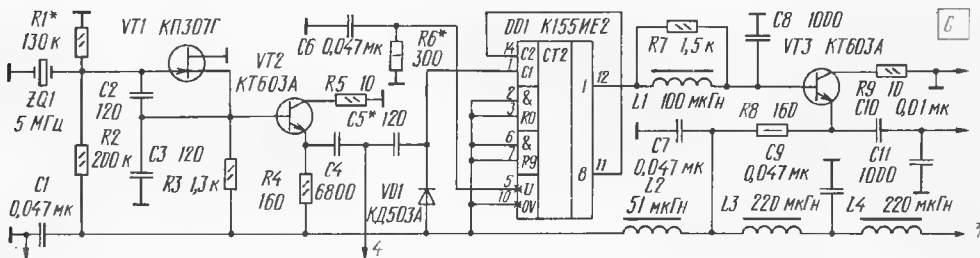 R1*
130 к
VT1 КП307Г
ZQ1
5 МГц
C2
120
R2
200 к
C3 120
R3 1,3 к
C1
0,047 мк
VT2
КТ603А
R5 10
C5* 120
R4
160
C4
6800
VD1
КД503А
4
C6 0,047 мк
R6*
300
DD1 К155ИЕ2
14 C2 CT2
1 C1
2 &
3 R0
6 &
7 R9
5 U
10 0V
1 12
8 11
R7 1,5 к
L1 100 мкГн
C8 1000
VT3 КТ603А
G
R9
10
C10
0,01 мк
R8 160
C7
0,047 мк
C9
0,047 мк
C11
1000
L2
51 мкГн
L3 220 мкГн
L4 220 мкГн